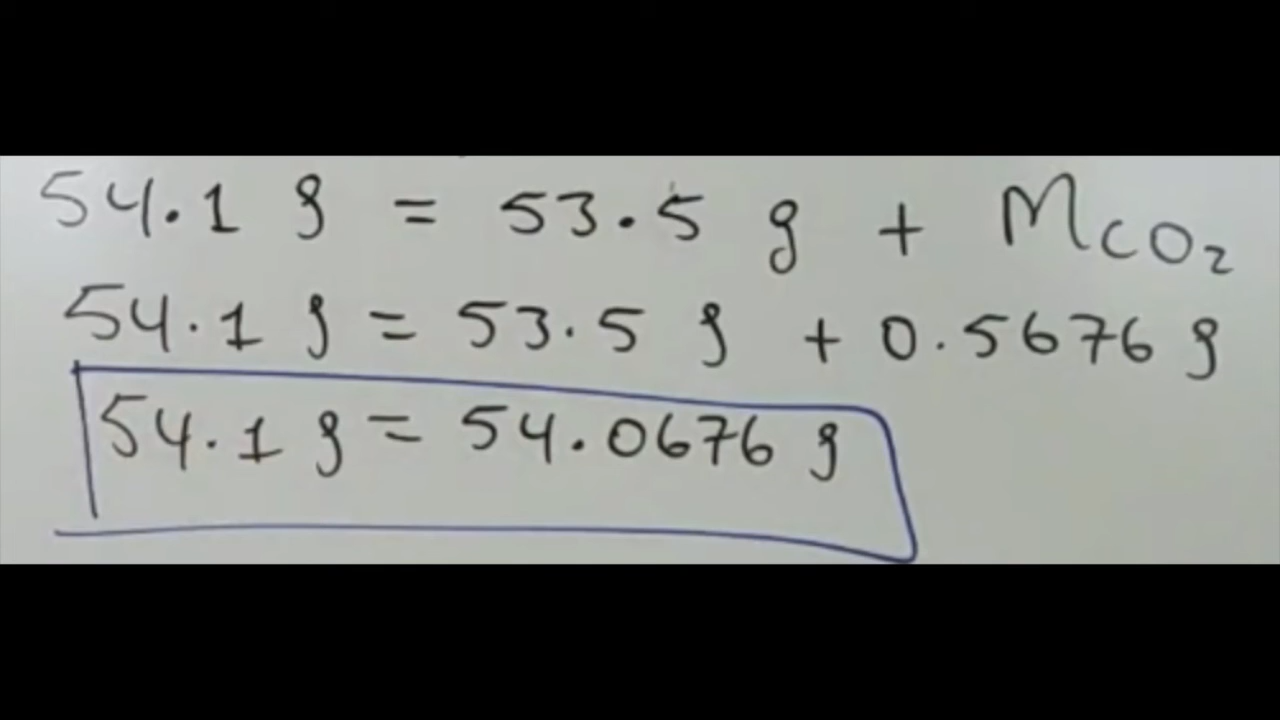 54.1 g = 53.5 g + MCO₂
54.1 g = 53.5 g + 0.5676 g
54.1 g = 54.0676 g